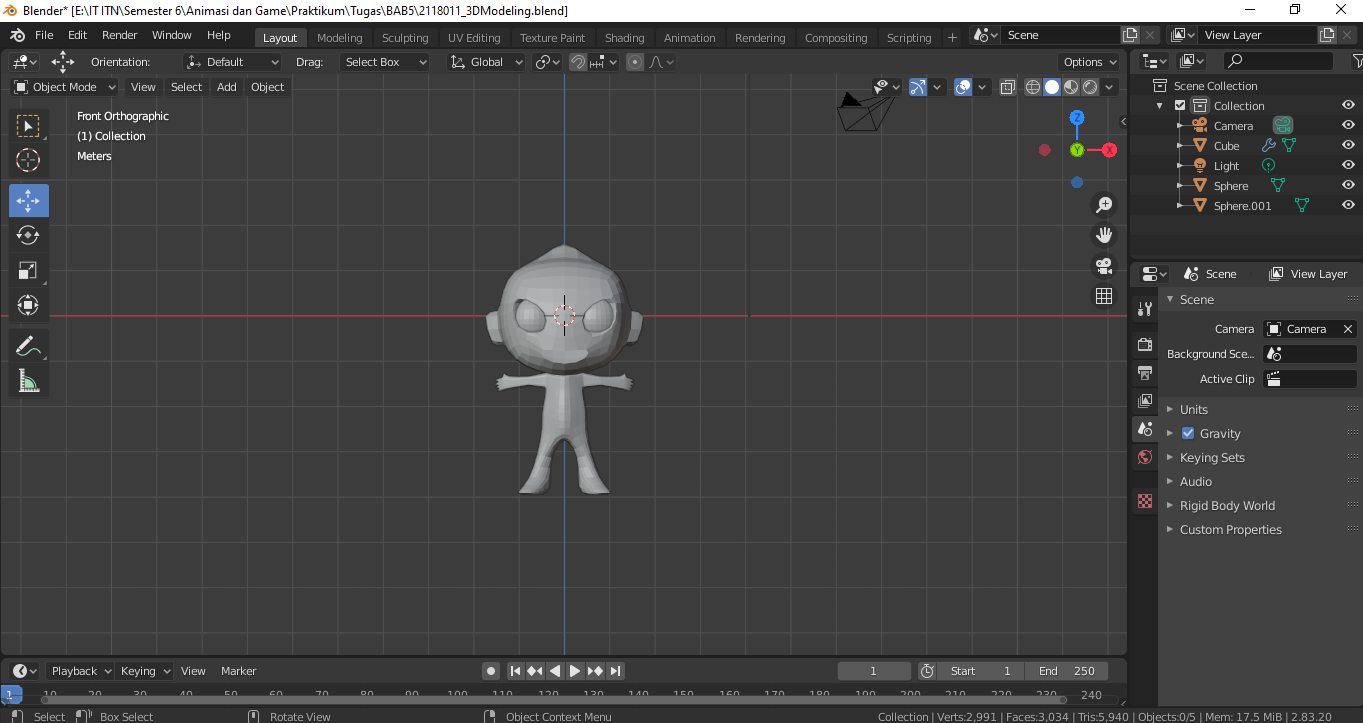 Blender* [E:\IT ITN\Semester 6\Animasi dan Game\Praktikum\Tugas\BAB5\2118011_3DModeling.blend]
File Edit Render Window Help Layout Modeling Sculpting UV Editing Texture Paint Shading Animation Rendering Compositing Scripting + Scene View Layer
Orientation: Default Drag: Select Box Global Options
Object Mode View Select Add Object
Front Orthographic
(1) Collection
Meters
Z
Y
X
Scene Collection
Collection
Camera
Cube
Light
Sphere
Sphere.001
Scene View Layer
Scene
Camera Camera
Background Sce...
Active Clip
Units
Gravity
Keying Sets
Audio
Rigid Body World
Custom Properties
Playback Keying View Marker 1 Start 1 End 250
1 10 20 30 40 50 60 70 80 90 100 110 120 130 140 150 160 170 180 190 200 210 220 230 240
Select Box Select Rotate View Object Context Menu Collection | Verts:2,991 | Faces:3,034 | Tris:5,940 | Objects:0/5 | Mem: 17.5 MiB | 2.83.20